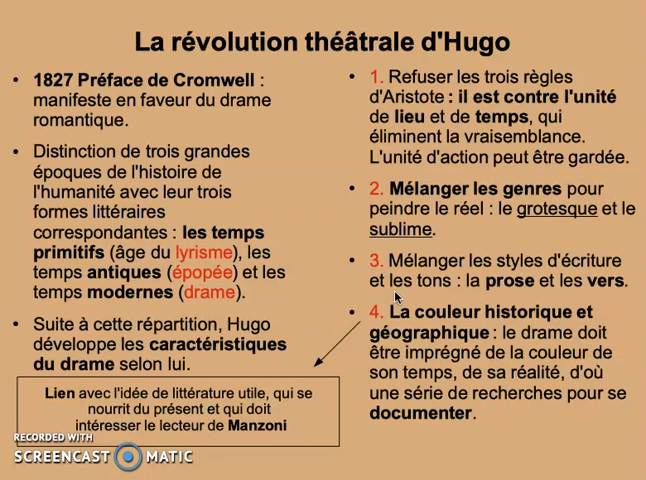 La révolution théâtrale d'Hugo
• 1827 Préface de Cromwell :
manifeste en faveur du drame
romantique.
• Distinction de trois grandes
époques de l'histoire de
l'humanité avec leur trois
formes littéraires
correspondantes : les temps
primitifs (âge du lyrisme), les
temps antiques (épopée) et les
temps modernes (drame).
• Suite à cette répartition, Hugo
développe les caractéristiques
du drame selon lui.
Lien avec l'idée de littérature utile, qui se
nourrit du présent et qui doit
intéresser le lecteur de Manzoni
• 1. Refuser les trois règles
d'Aristote : il est contre l'unité
de lieu et de temps, qui
éliminent la vraisemblance.
L'unité d'action peut être gardée.
• 2. Mélanger les genres pour
peindre le réel : le grotesque et le
sublime.
• 3. Mélanger les styles d'écriture
et les tons : la prose et les vers.
• 4. La couleur historique et
géographique : le drame doit
être imprégné de la couleur de
son temps, de sa réalité, d'où
une série de recherches pour se
documenter.
RECORDED WITH
SCREENCAST MATIC